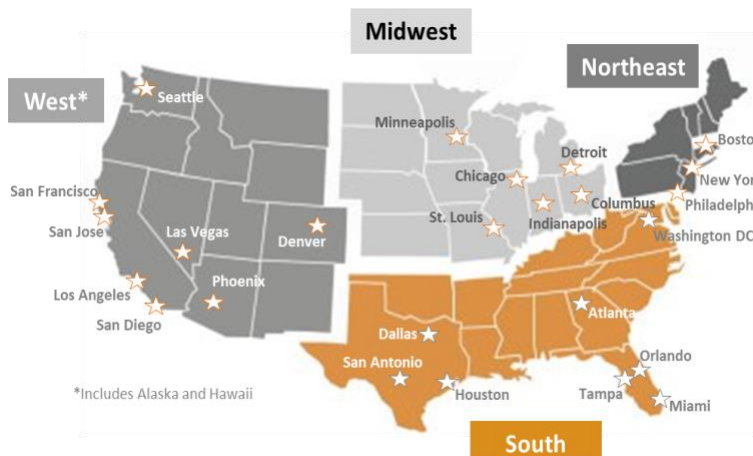 Midwest
Northeast
West*
Seattle
Minneapolis
Bosto
Detroit
New York
Chicago
San Francisco
Columbus
Philadelph
St. Louis
Indianapolis
San Jose
Las Vegas
Denver
Washington DC
Los Angeles
Phoenix
San Diego
Atlanta
Dallas
San Antonio
Orlando
*Includes Alaska and Hawaii
Houston
Tampa
Miami
South